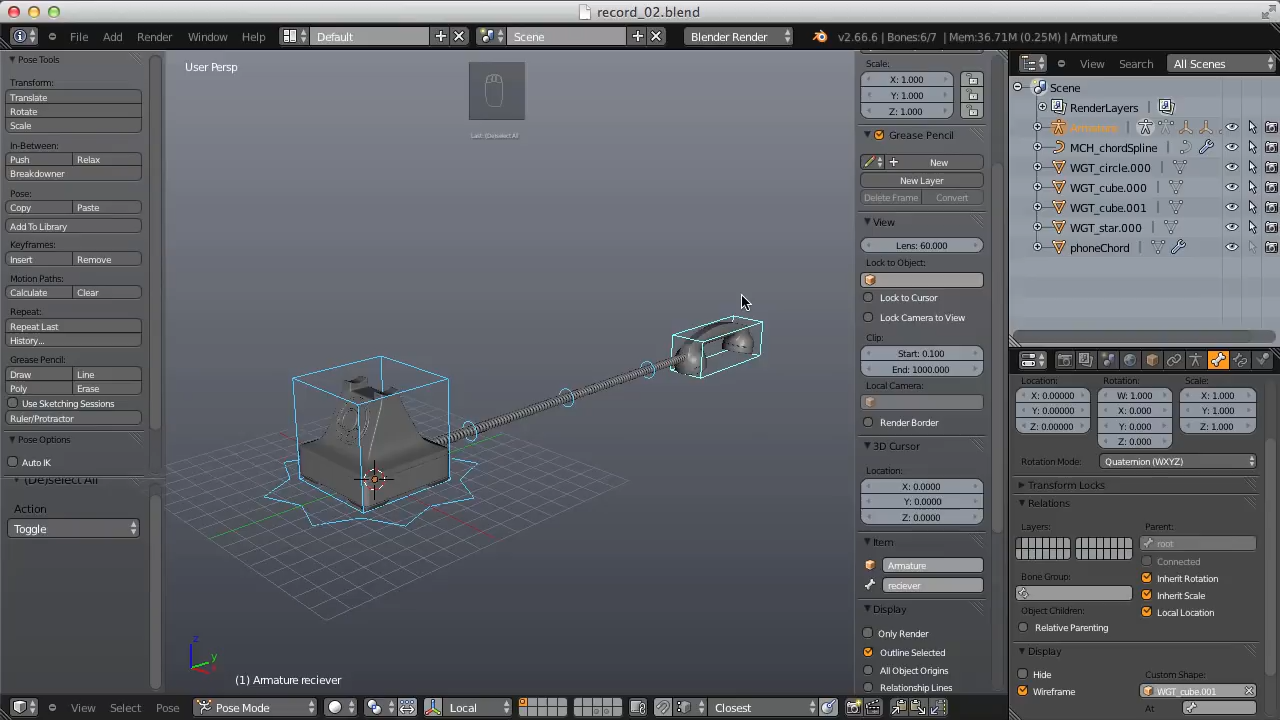 record_02.blend
File Add Render Window Help Default Scene Blender Render v2.66.6 | Bones:6/7 | Mem:36.71M (0.25M) | Armature
Pose Tools
Transform:
Translate
Rotate
Scale
In-Between:
Push Relax
Breakdowner
Pose:
Copy Paste
Add To Library
Keyframes:
Insert Remove
Motion Paths:
Calculate Clear
Repeat:
Repeat Last
History...
Grease Pencil:
Draw Line
Poly Erase
Use Sketching Sessions
Ruler/Protractor
Pose Options
Auto IK
(De)select All
Action
Toggle
User Persp
Last: (De)select All
z
y
x
(1) Armature reciever
Scale:
X: 1.000
Y: 1.000
Z: 1.000
Grease Pencil
New
New Layer
Delete Frame Convert
View
Lens: 60.000
Lock to Object:
Lock to Cursor
Lock Camera to View
Clip:
Start: 0.100
End: 1000.000
Local Camera:
Render Border
3D Cursor
Location:
X: 0.0000
Y: 0.0000
Z: 0.0000
Item
Armature
reciever
Display
Only Render
Outline Selected
All Object Origins
Relationship Lines
View Search All Scenes
Scene
RenderLayers
Armature
MCH_chordSpline
WGT_circle.000
WGT_cube.000
WGT_cube.001
WGT_star.000
phoneChord
Location: Rotation: Scale:
X: 0.00000 W: 1.000 X: 1.000
Y: 0.00000 X: 0.000 Y: 1.000
Z: 0.00000 Y: 0.000 Z: 1.000
Z: 0.000
Rotation Mode: Quaternion (WXYZ)
Transform Locks
Relations
Layers: Parent:
root
Connected
Bone Group: Inherit Rotation
Inherit Scale
Object Children: Local Location
Relative Parenting
Display
Hide Custom Shape:
Wireframe WGT_cube.001
At
View Select Pose Pose Mode Local Closest